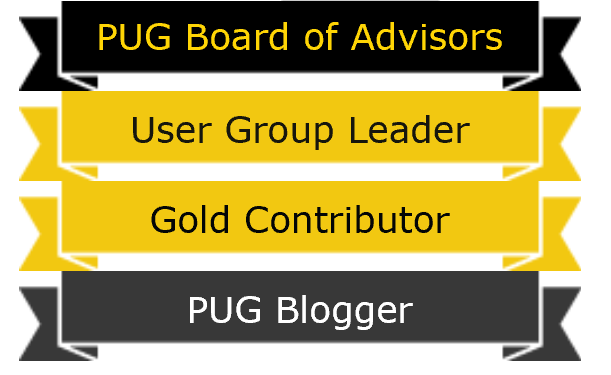 PUG Board of Advisors
User Group Leader
Gold Contributor
PUG Blogger